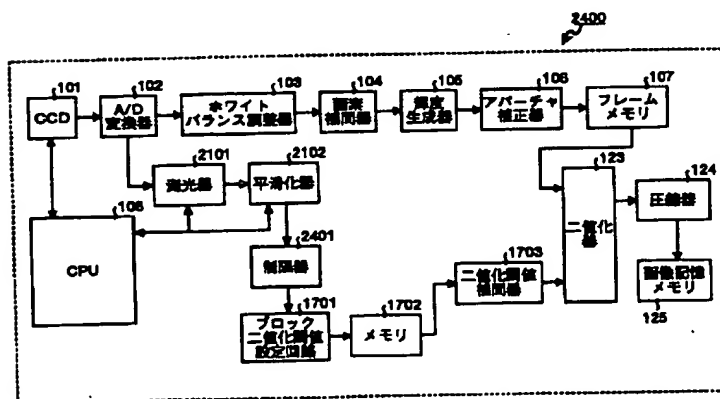 2400
101
102
103
104
105
106
107
CCD
A/D
変換器
ホワイト
バランス調整器
画素
補間器
輝度
生成器
アパーチャ
補正器
フレーム
メモリ
2101
2102
123
124
測光器
平滑化器
二値化
器
圧縮器
108
CPU
2401
制限器
1703
二値化閾値
補間器
画像記憶
メモリ
125
1701
1702
ブロック
二値化閾値
設定回路
メモリ